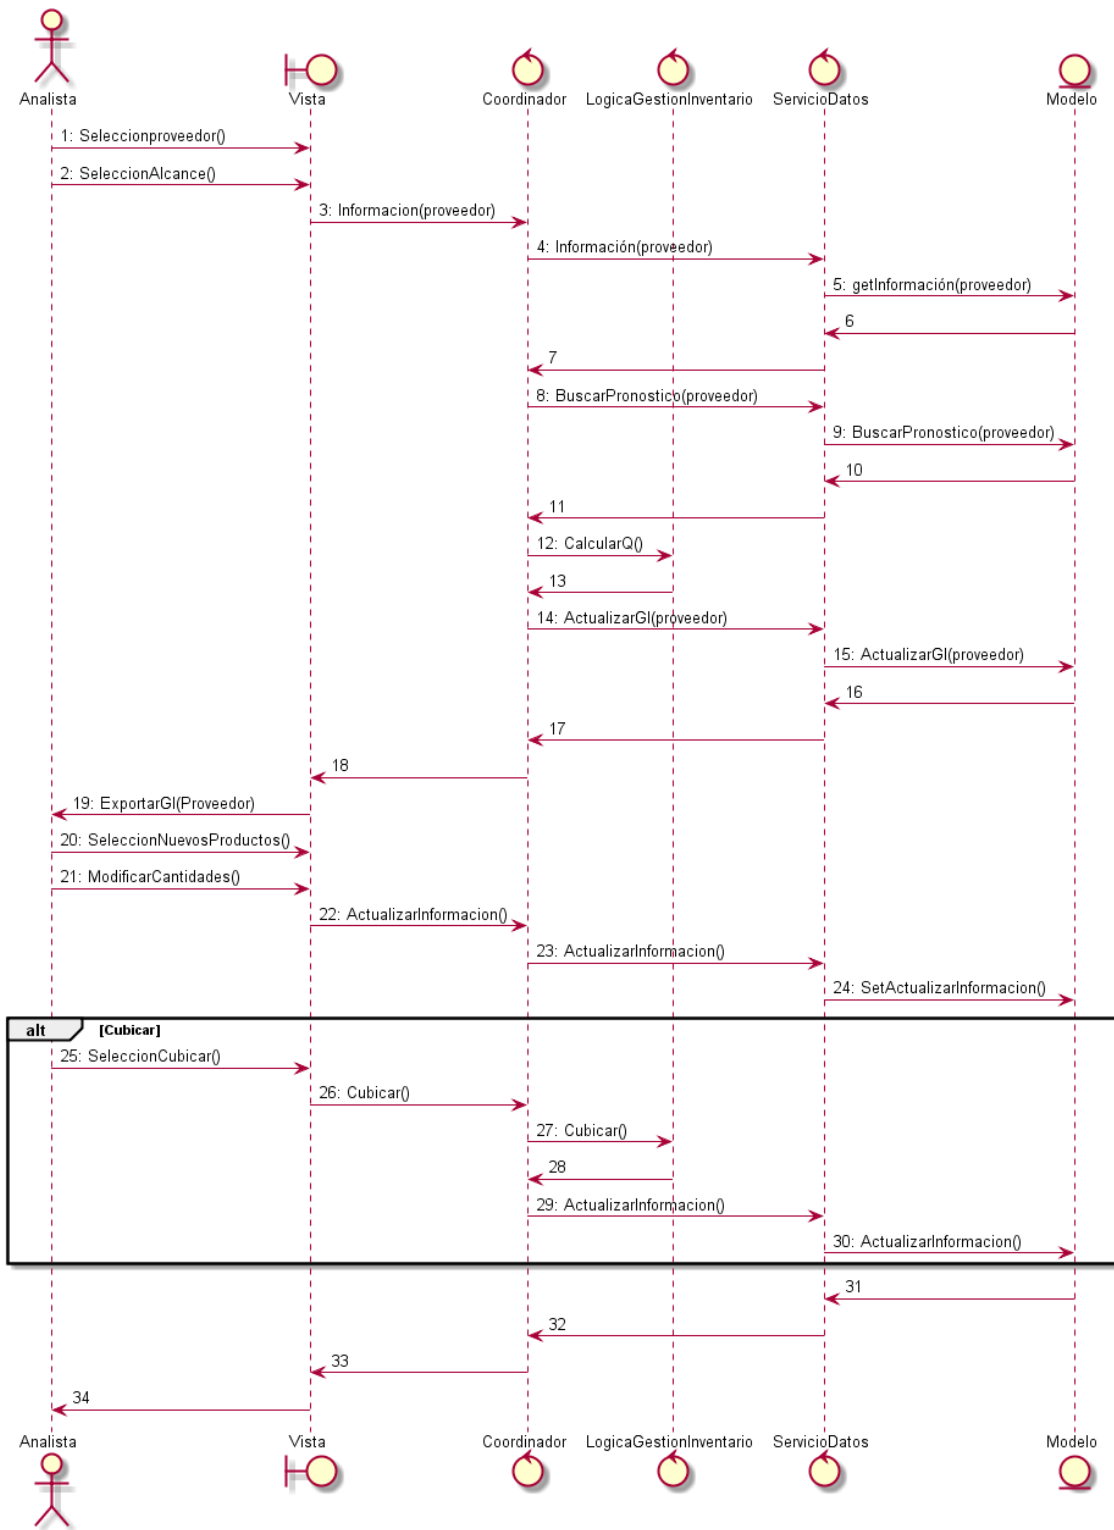 Analista Vista Coordinador LogicaGestionInventario ServicioDatos Modelo
1: Seleccionproveedor()
2: SeleccionAlcance()
3: Informacion(proveedor)
4: Información(proveedor)
5: getInformación(proveedor)
6
7
8: BuscarPronostico(proveedor)
9: BuscarPronostico(proveedor)
10
11
12: CalcularQ()
13
14: ActualizarGI(proveedor)
15: ActualizarGI(proveedor)
16
17
18
19: ExportarGI(Proveedor)
20: SeleccionNuevosProductos()
21: ModificarCantidades()
22: ActualizarInformacion()
23: ActualizarInformacion()
24: SetActualizarInformacion()
alt [Cubicar]
25: SeleccionCubicar()
26: Cubicar()
27: Cubicar()
28
29: ActualizarInformacion()
30: ActualizarInformacion()
31
32
33
34
Analista Vista Coordinador LogicaGestionInventario ServicioDatos Modelo